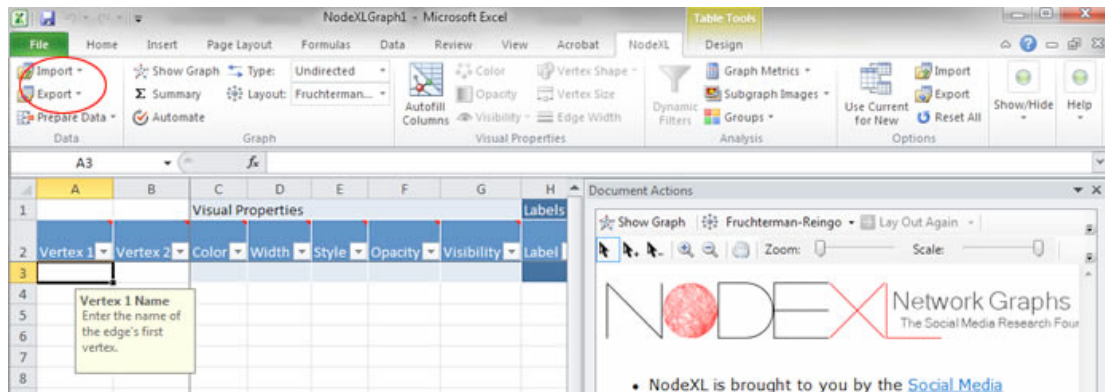 NodeXLGraph1 - Microsoft Excel
Table Tools
File Home Insert Page Layout Formulas Data Review View Acrobat NodeXL Design
Import Show Graph Type: Undirected Color Vertex Shape Graph Metrics Import
Export Summary Layout: Fruchterman... Opacity Vertex Size Subgraph Images Export
Prepare Data Automate Autofill Columns Visibility Edge Width Dynamic Filters Groups Use Current for New Reset All Show/Hide Help
Data Graph Visual Properties Analysis Options
A3 fx
A B C D E F G H Document Actions
1 Visual Properties Labels
Show Graph Fruchterman-Reingo Lay Out Again
2 Vertex 1 Vertex 2 Color Width Style Opacity Visibility Label
Zoom: Scale:
3
4
5
6
7
8
Vertex 1 Name
Enter the name of
the edge's first
vertex.
NODEXL Network Graphs
The Social Media Research Four
• NodeXL is brought to you by the Social Media